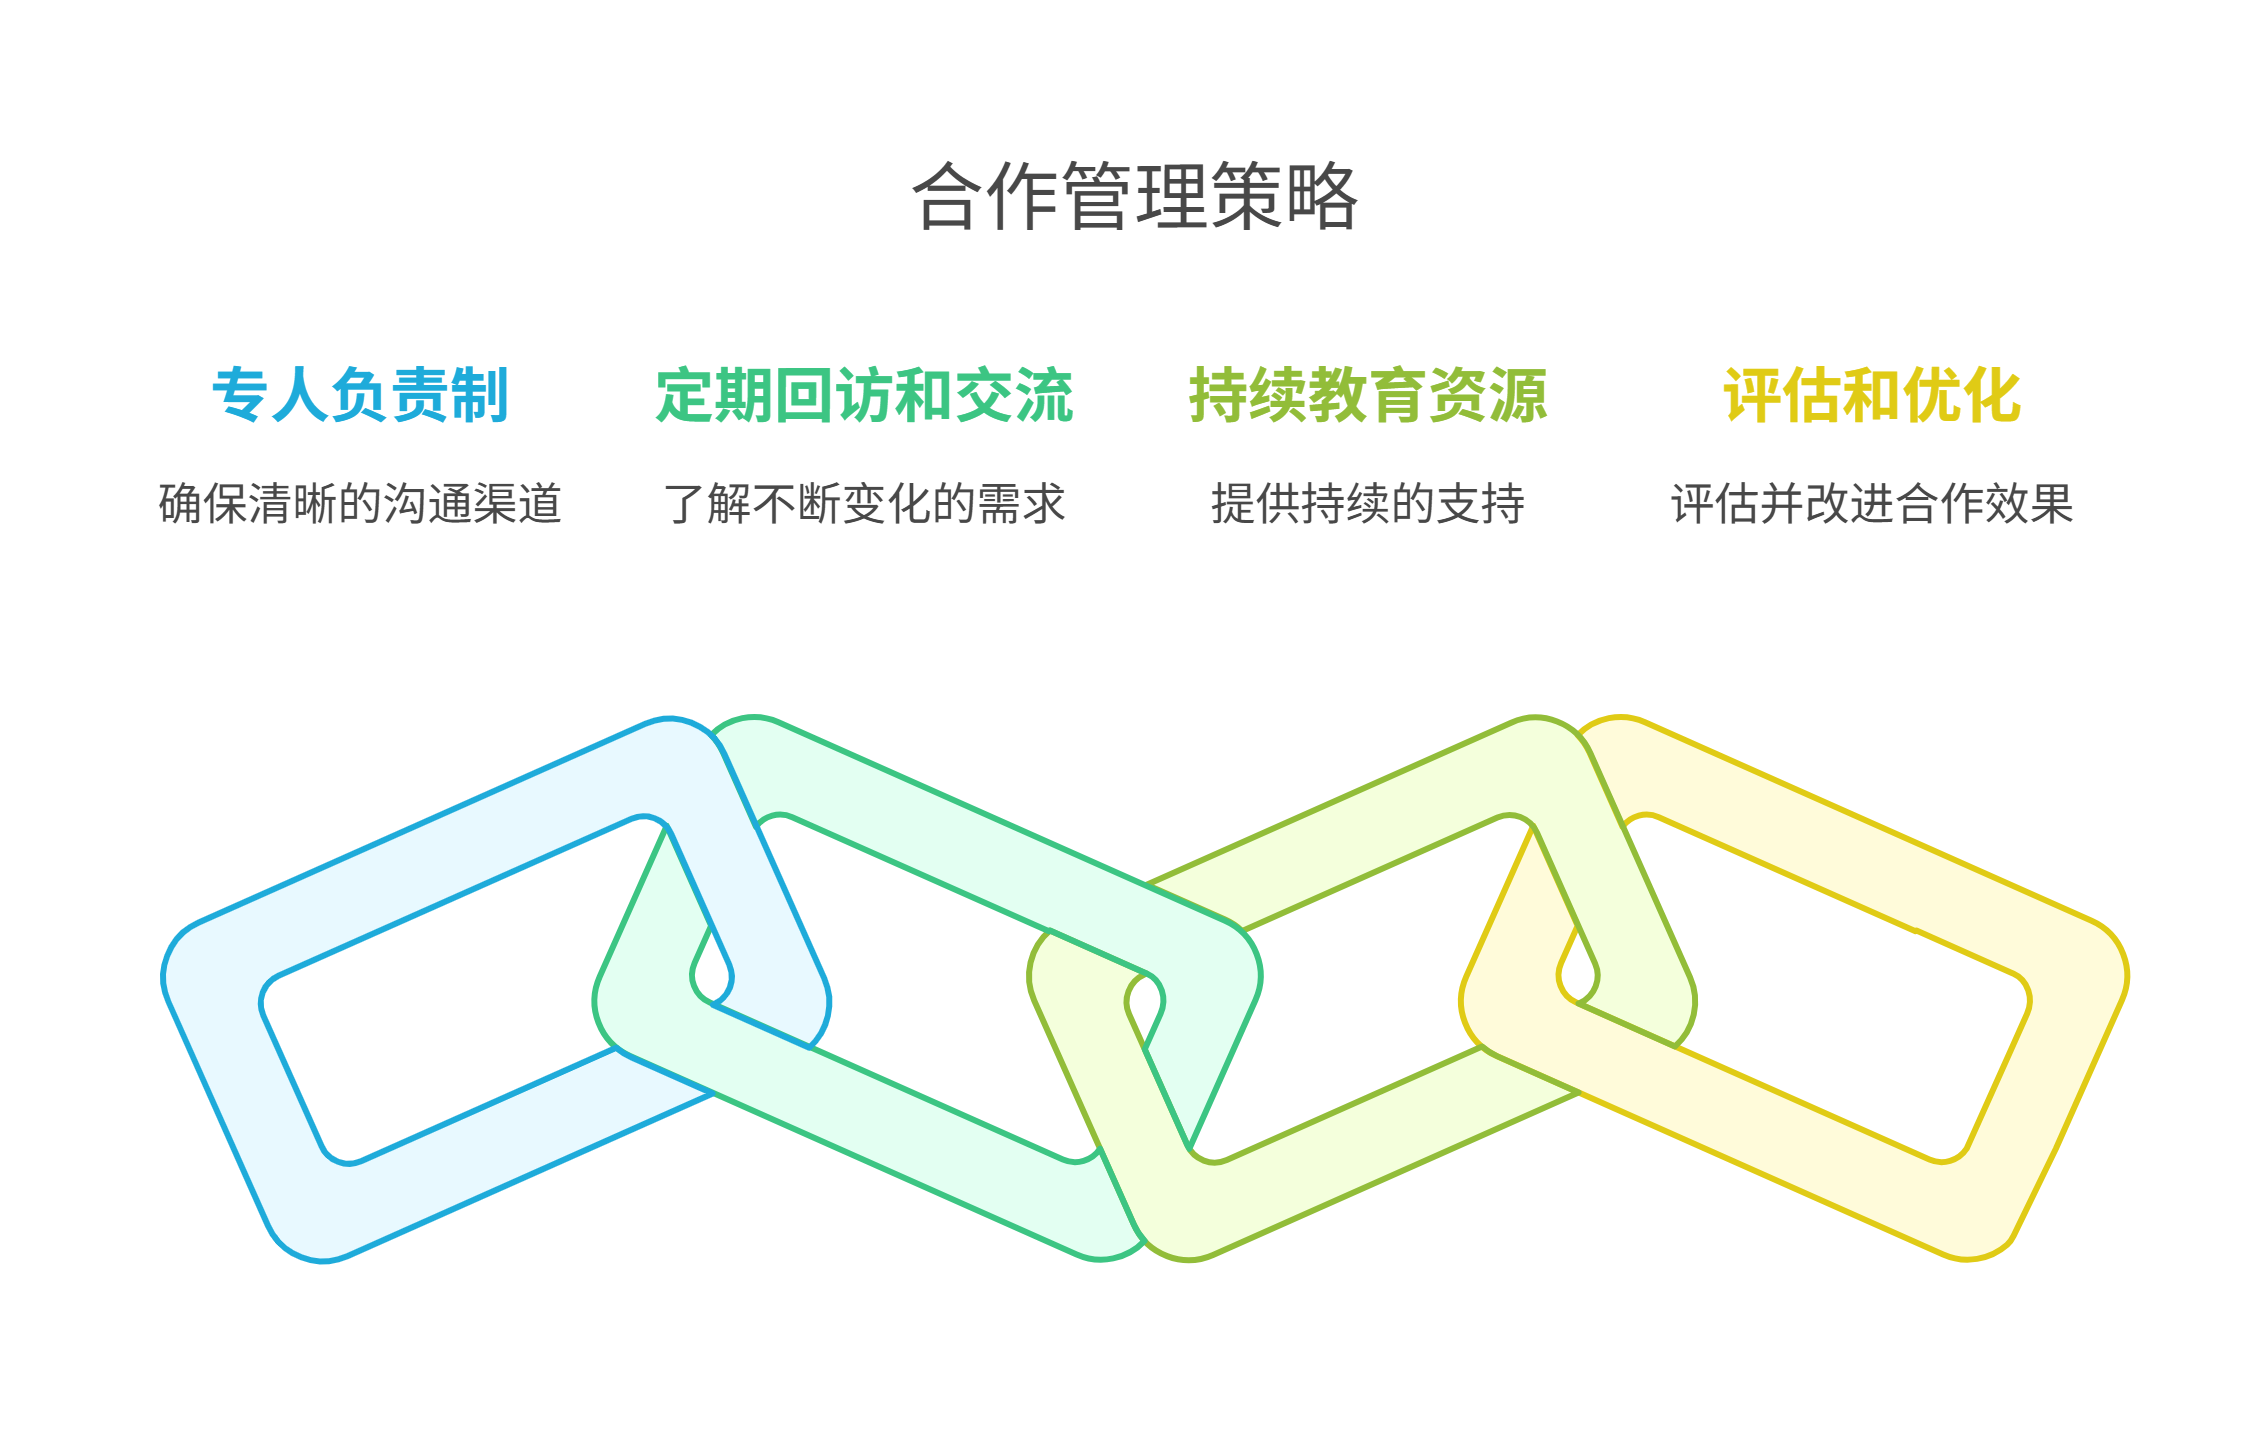 合作管理策略
专人负责制
定期回访和交流
持续教育资源
评估和优化
确保清晰的沟通渠道
了解不断变化的需求
提供持续的支持
评估并改进合作效果